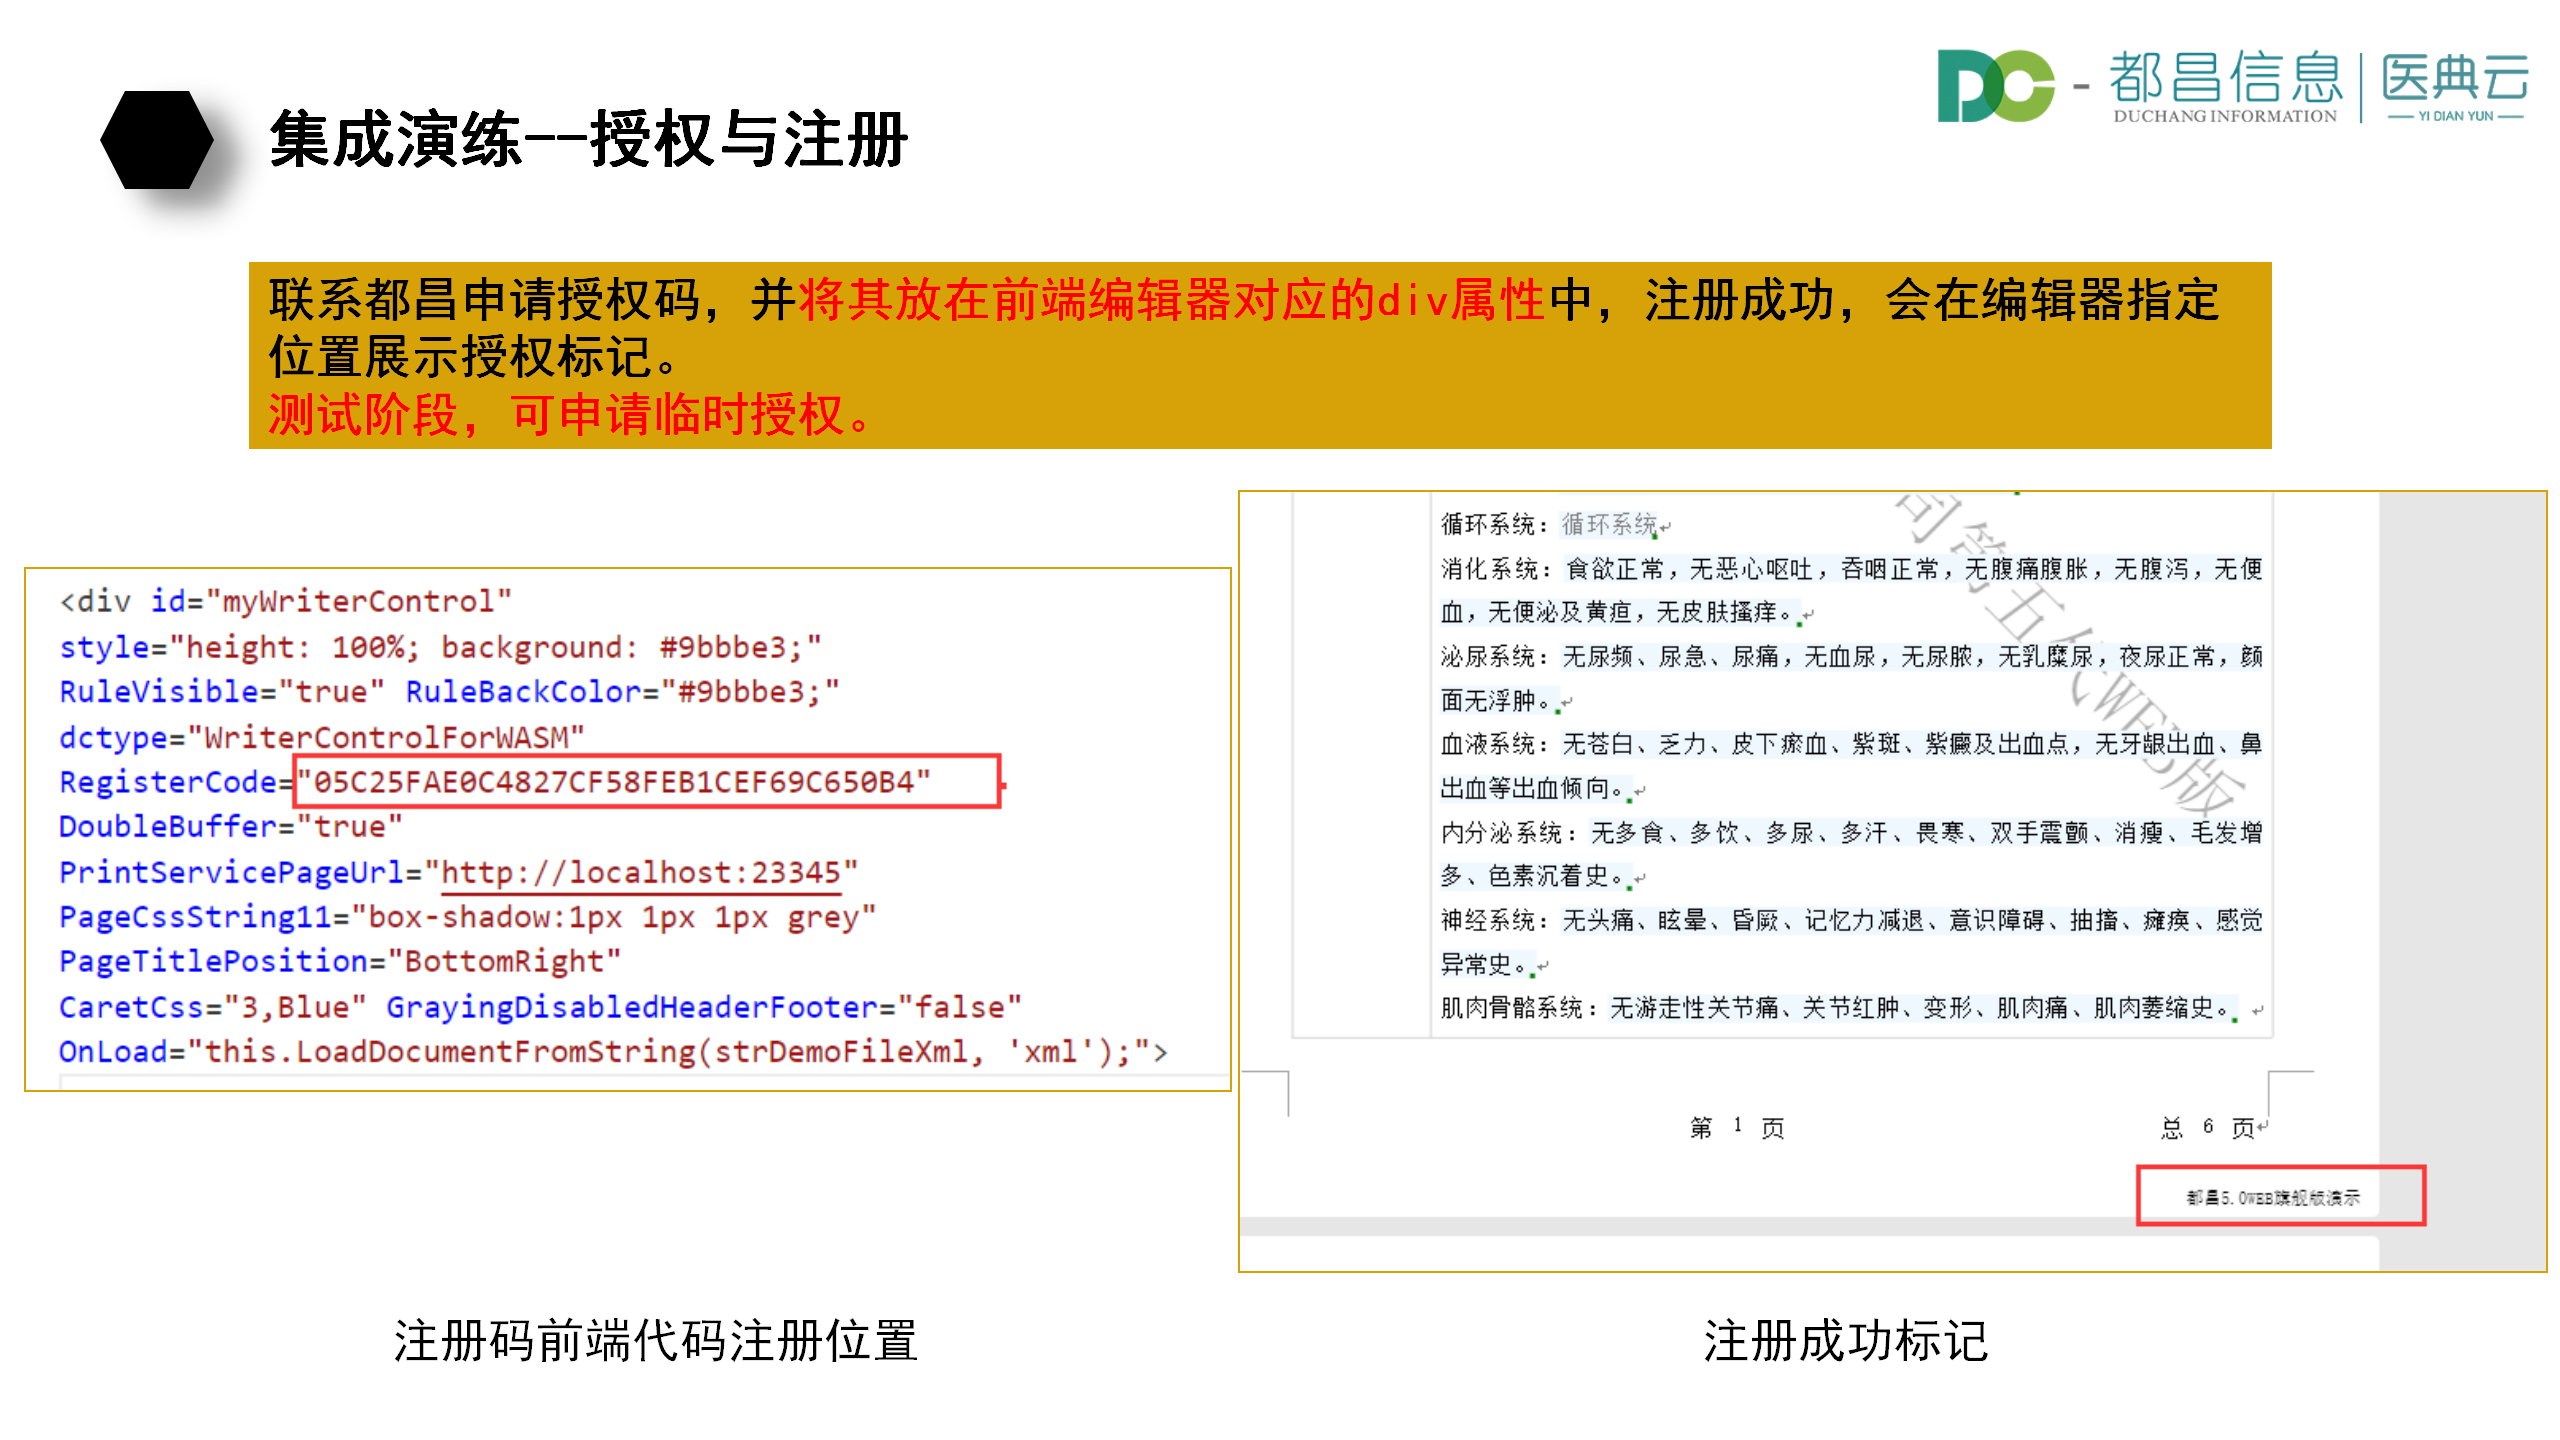 DC - 都昌信息 | 医典云
DUCHANG INFORMATION
YI DIAN YUN
集成演练--授权与注册
联系都昌申请授权码，并将其放在前端编辑器对应的div属性中，注册成功，会在编辑器指定
位置展示授权标记。
测试阶段，可申请临时授权。
<div id="myWriterControl"
style="height: 100%; background: #9bbbe3;"
RuleVisible="true" RuleBackColor="#9bbbe3;"
dctype="WriterControlForWASM"
RegisterCode="05C25FAE0C4827CF58FEB1CEF69C650B4"
DoubleBuffer="true"
PrintServicePageUrl="http://localhost:23345"
PageCssString11="box-shadow:1px 1px 1px grey"
PageTitlePosition="BottomRight"
CaretCss="3,Blue" GrayingDisabledHeaderFooter="false"
OnLoad="this.LoadDocumentFromString(strDemoFileXml, 'xml');">
循环系统：循环系统
消化系统：食欲正常，无恶心呕吐，吞咽正常，无腹痛腹胀，无腹泻，无便
血，无便泌及黄疸，无皮肤搔痒。
泌尿系统：无尿频、尿急、尿痛，无血尿，无尿脓，无乳糜尿，夜尿正常，颜
面无浮肿。
血液系统：无苍白、乏力、皮下瘀血、紫斑、紫癜及出血点，无牙龈出血、鼻
出血等出血倾向。
内分泌系统：无多食、多饮、多尿、多汗、畏寒、双手震颤、消瘦、毛发增
多、色素沉着史。
神经系统：无头痛、眩晕、昏厥、记忆力减退、意识障碍、抽搐、瘫痪、感觉
异常史。
肌肉骨骼系统：无游走性关节痛、关节红肿、变形、肌肉痛、肌肉萎缩史。
司第五代WEB版
第 1 页
总 6 页
都昌5.0WEB旗舰版演示
注册码前端代码注册位置
注册成功标记